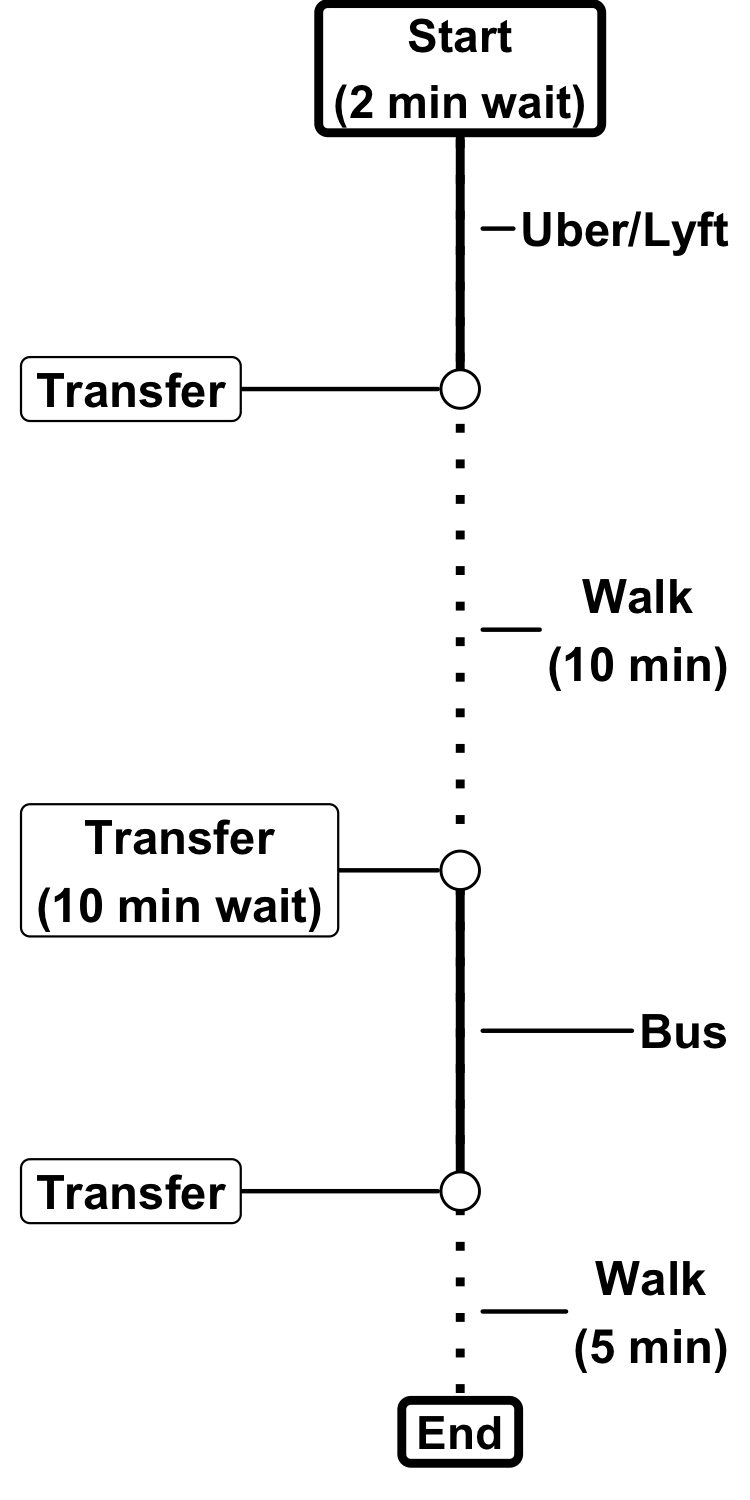 Start
(2 min wait)
Uber/Lyft
Transfer
Walk
(10 min)
Transfer
(10 min wait)
Bus
Transfer
Walk
(5 min)
End